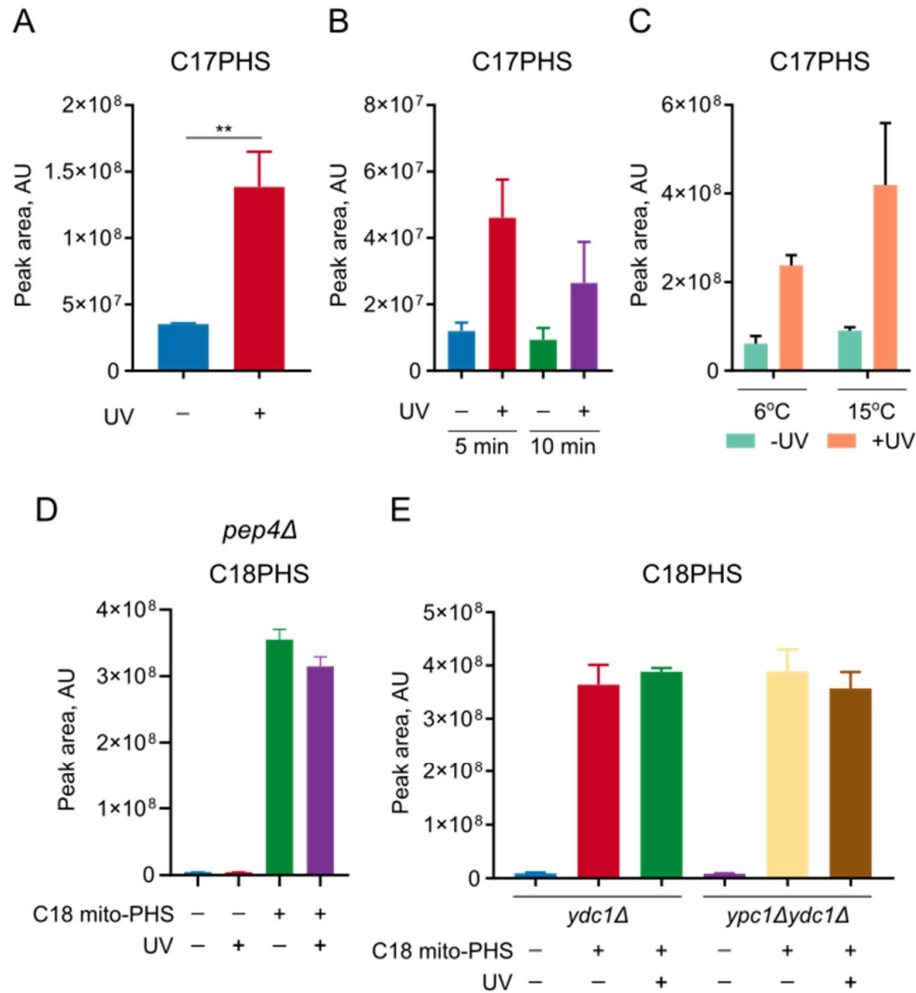 A
C17PHS
Peak area, AU
2×10⁸
1.5×10⁸
1×10⁸
5×10⁷
0
**
UV − +
B
C17PHS
Peak area, AU
8×10⁷
6×10⁷
4×10⁷
2×10⁷
0
UV − + − +
5 min 10 min
C
C17PHS
Peak area, AU
6×10⁸
4×10⁸
2×10⁸
0
6ºC 15ºC
-UV +UV
D
pep4Δ
C18PHS
Peak area, AU
4×10⁸
3×10⁸
2×10⁸
1×10⁸
0
C18 mito-PHS − − + +
UV − + − +
E
C18PHS
Peak area, AU
5×10⁸
4×10⁸
3×10⁸
2×10⁸
1×10⁸
0
ydc1Δ ypc1Δydc1Δ
C18 mito-PHS − + + − + +
UV − − + − − +